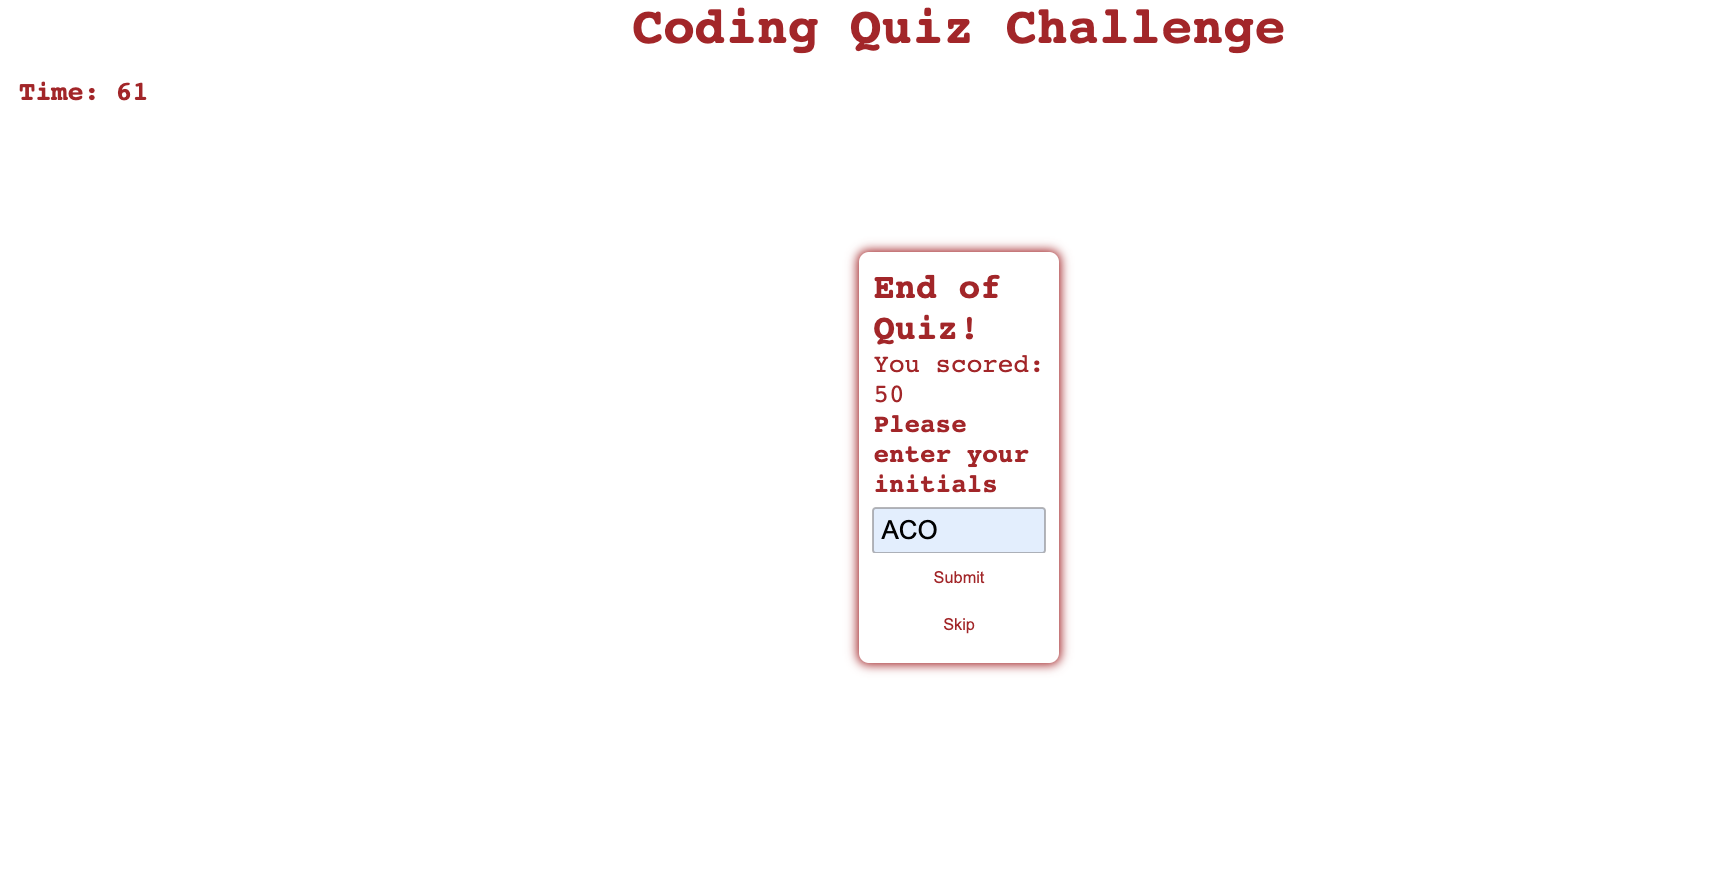 Coding Quiz Challenge
Time: 61
End of
Quiz!
You scored:
50
Please
enter your
initials
ACO
Submit
Skip